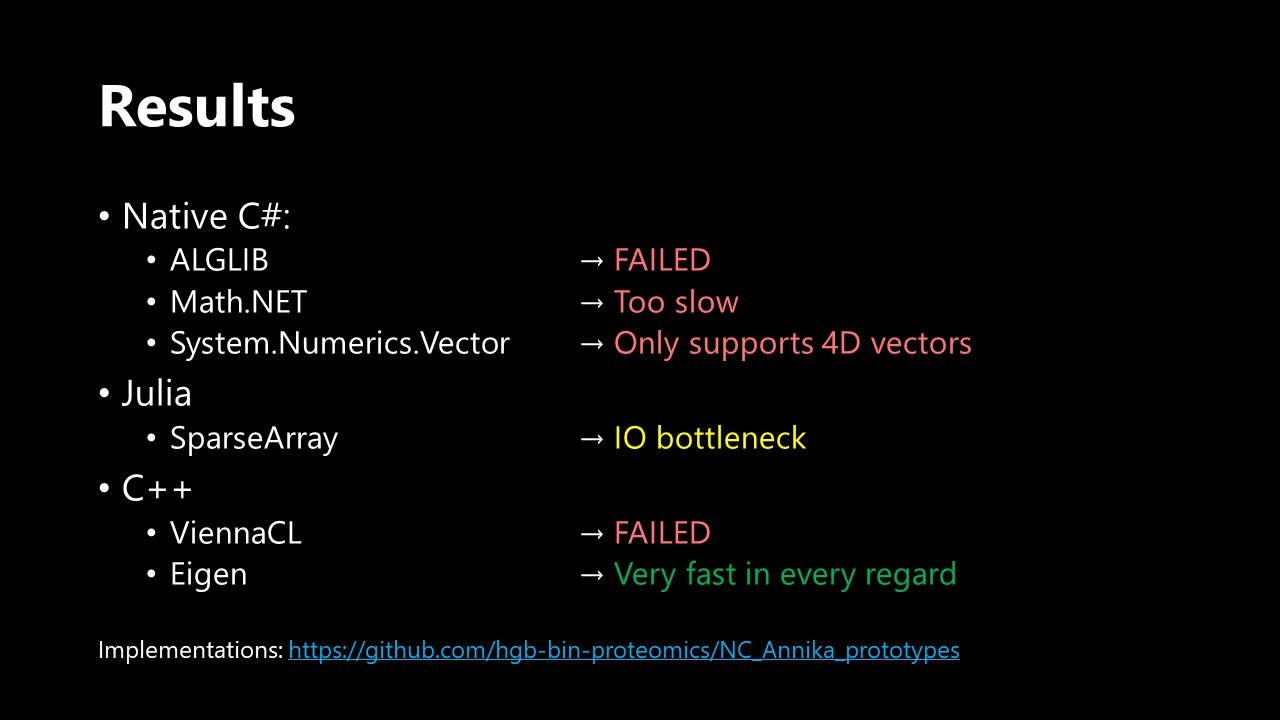 Results
• Native C#:
• ALGLIB → FAILED
• Math.NET → Too slow
• System.Numerics.Vector → Only supports 4D vectors
• Julia
• SparseArray → IO bottleneck
• C++
• ViennaCL → FAILED
• Eigen → Very fast in every regard
Implementations: https://github.com/hgb-bin-proteomics/NC_Annika_prototypes